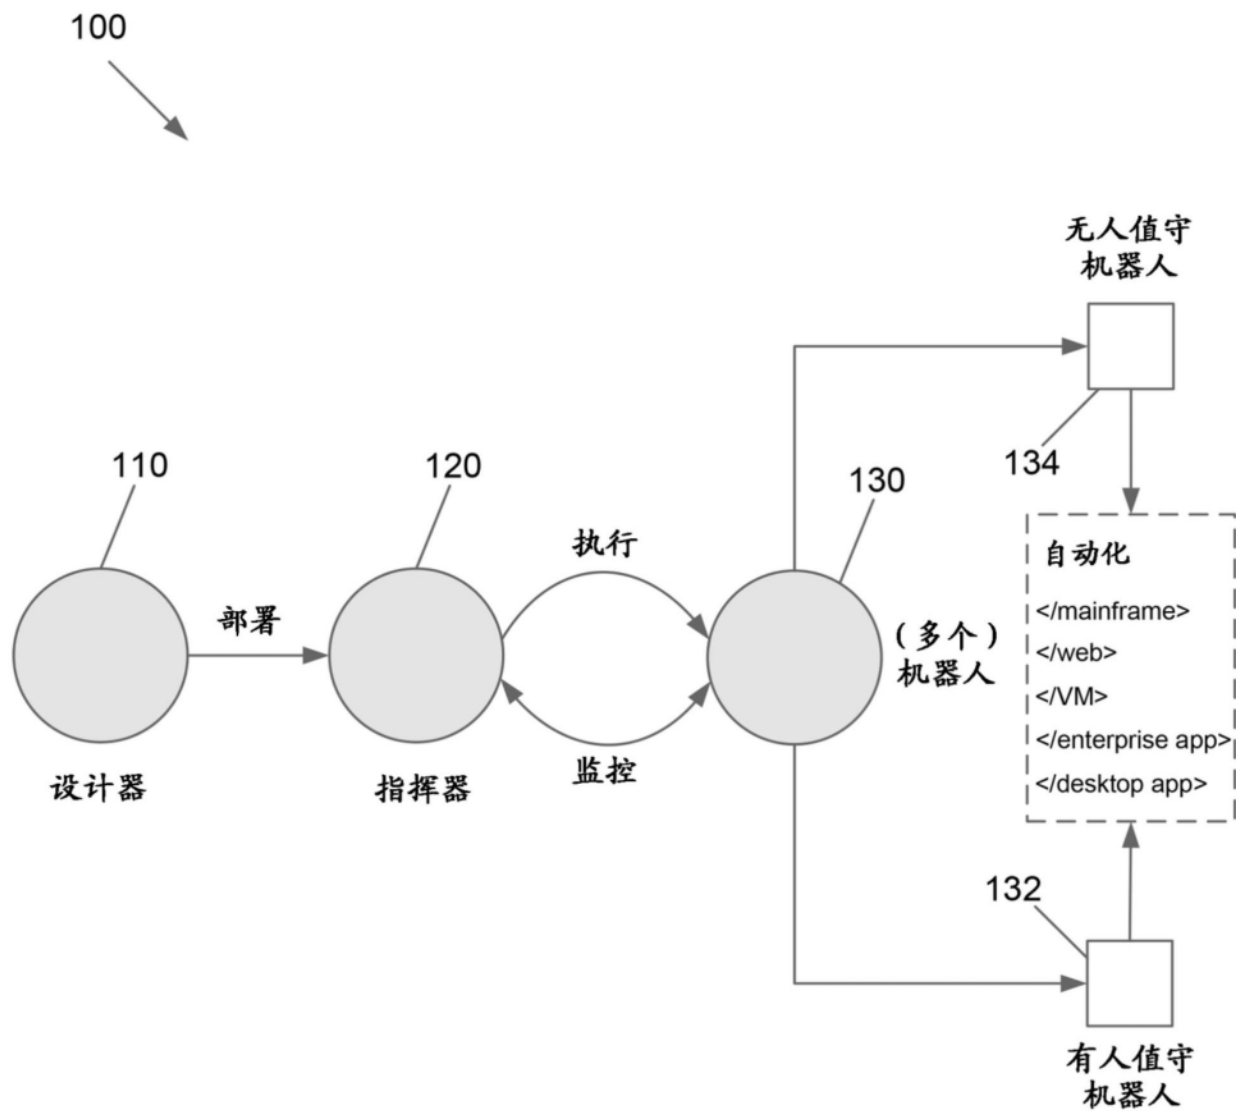 100
无人值守
机器人
134
110
120
130
执行
部署
(多个)
机器人
自动化
</mainframe>
</web>
</VM>
</enterprise app>
</desktop app>
设计器
指挥器
监控
132
有人值守
机器人